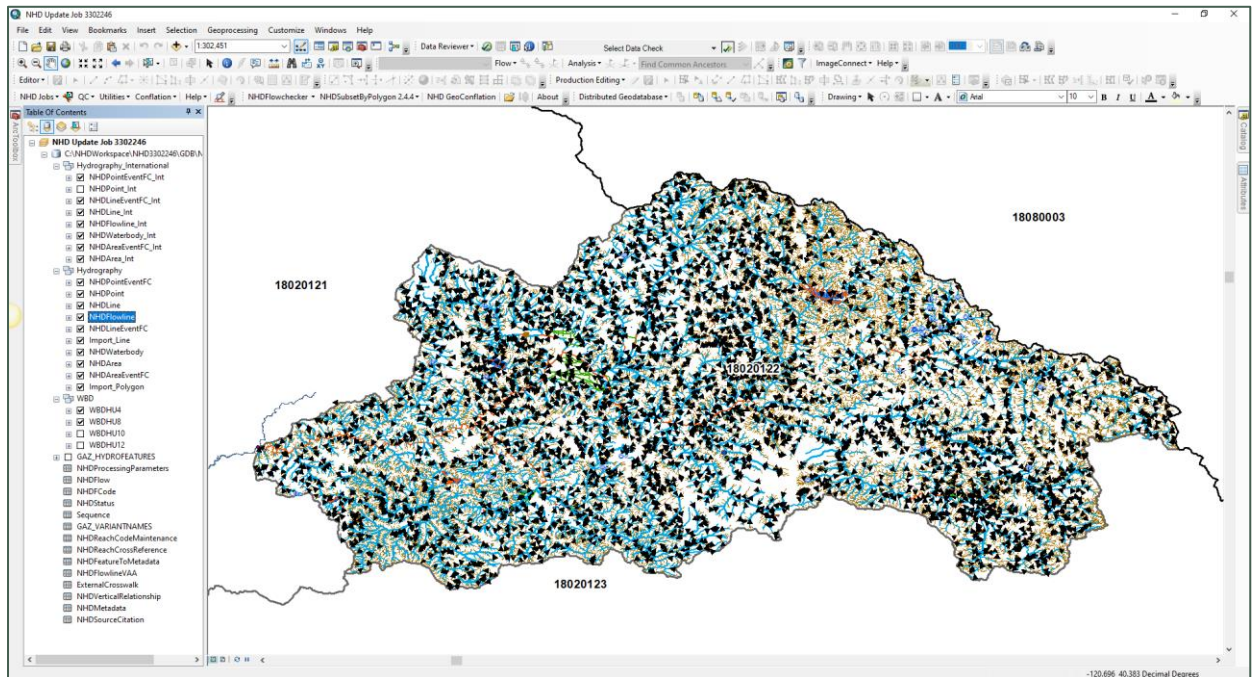 NHD Update Job 3302246
File Edit View Bookmarks Insert Selection Geoprocessing Customize Windows Help
1:302,451 Data Reviewer Select Data Check
Flow Analysis Find Common Ancestors ImageConnect Help
Editor Production Editing
NHD Jobs QC Utilities Conflation Help NHDFlowchecker NHDSubsetByPolygon 2.4.4 NHD GeoConflation About Distributed Geodatabase Drawing Arial 10 B I U A
Table Of Contents
ArcToolbox
NHD Update Job 3302246
C:\NHDWorkspace\NHD3302246\GDB\N
Hydrography_International
NHDPointEventFC_Int
NHDPoint_Int
NHDLineEventFC_Int
NHDLine_Int
NHDFlowline_Int
NHDWaterbody_Int
NHDAreaEventFC_Int
NHDArea_Int
Hydrography
NHDPointEventFC
NHDPoint
NHDLine
NHDFlowline
NHDLineEventFC
Import_Line
NHDWaterbody
NHDArea
NHDAreaEventFC
Import_Polygon
WBD
WBDHU4
WBDHU8
WBDHU10
WBDHU12
GAZ_HYDROFEATURES
NHDProcessingParameters
NHDFlow
NHDFCode
NHDStatus
Sequence
GAZ_VARIANTNAMES
NHDReachCodeMaintenance
NHDReachCrossReference
NHDFeatureToMetadata
NHDFlowlineVAA
ExternalCrosswalk
NHDVerticalRelationship
NHDMetadata
NHDSourceCitation
18080003
18020121
18020122
18020123
Catalog
Attributes
-120.696 40.383 Decimal Degrees